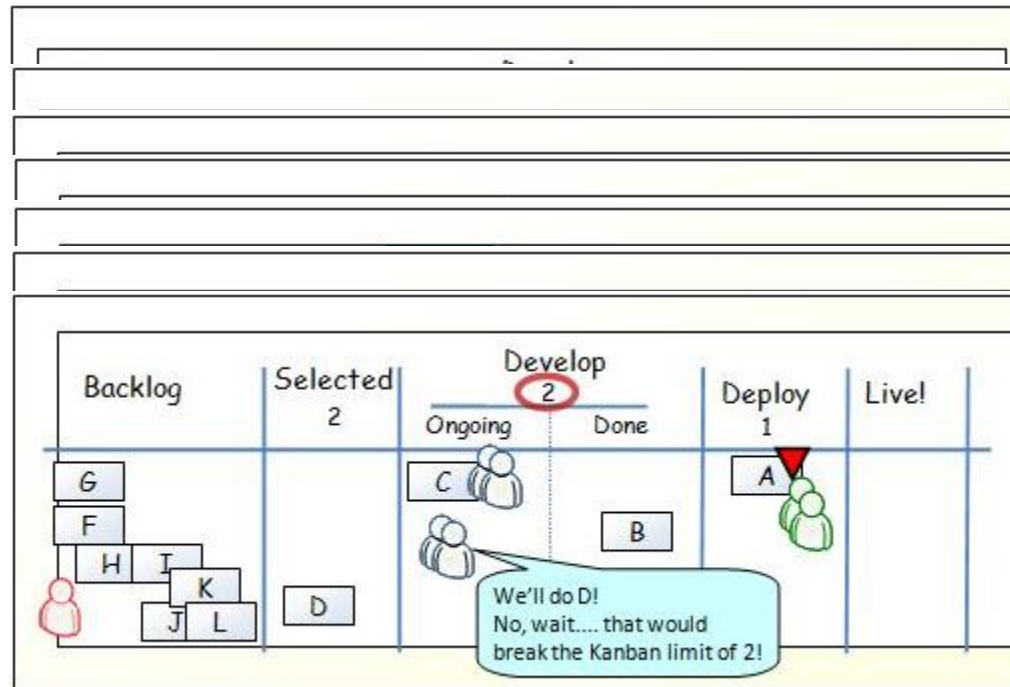 Backlog
Selected
2
Develop
2
Ongoing
Done
Deploy
1
Live!
G
F
H
I
K
J
L
D
C
B
A
We'll do D!
No, wait.... that would
break the Kanban limit of 2!